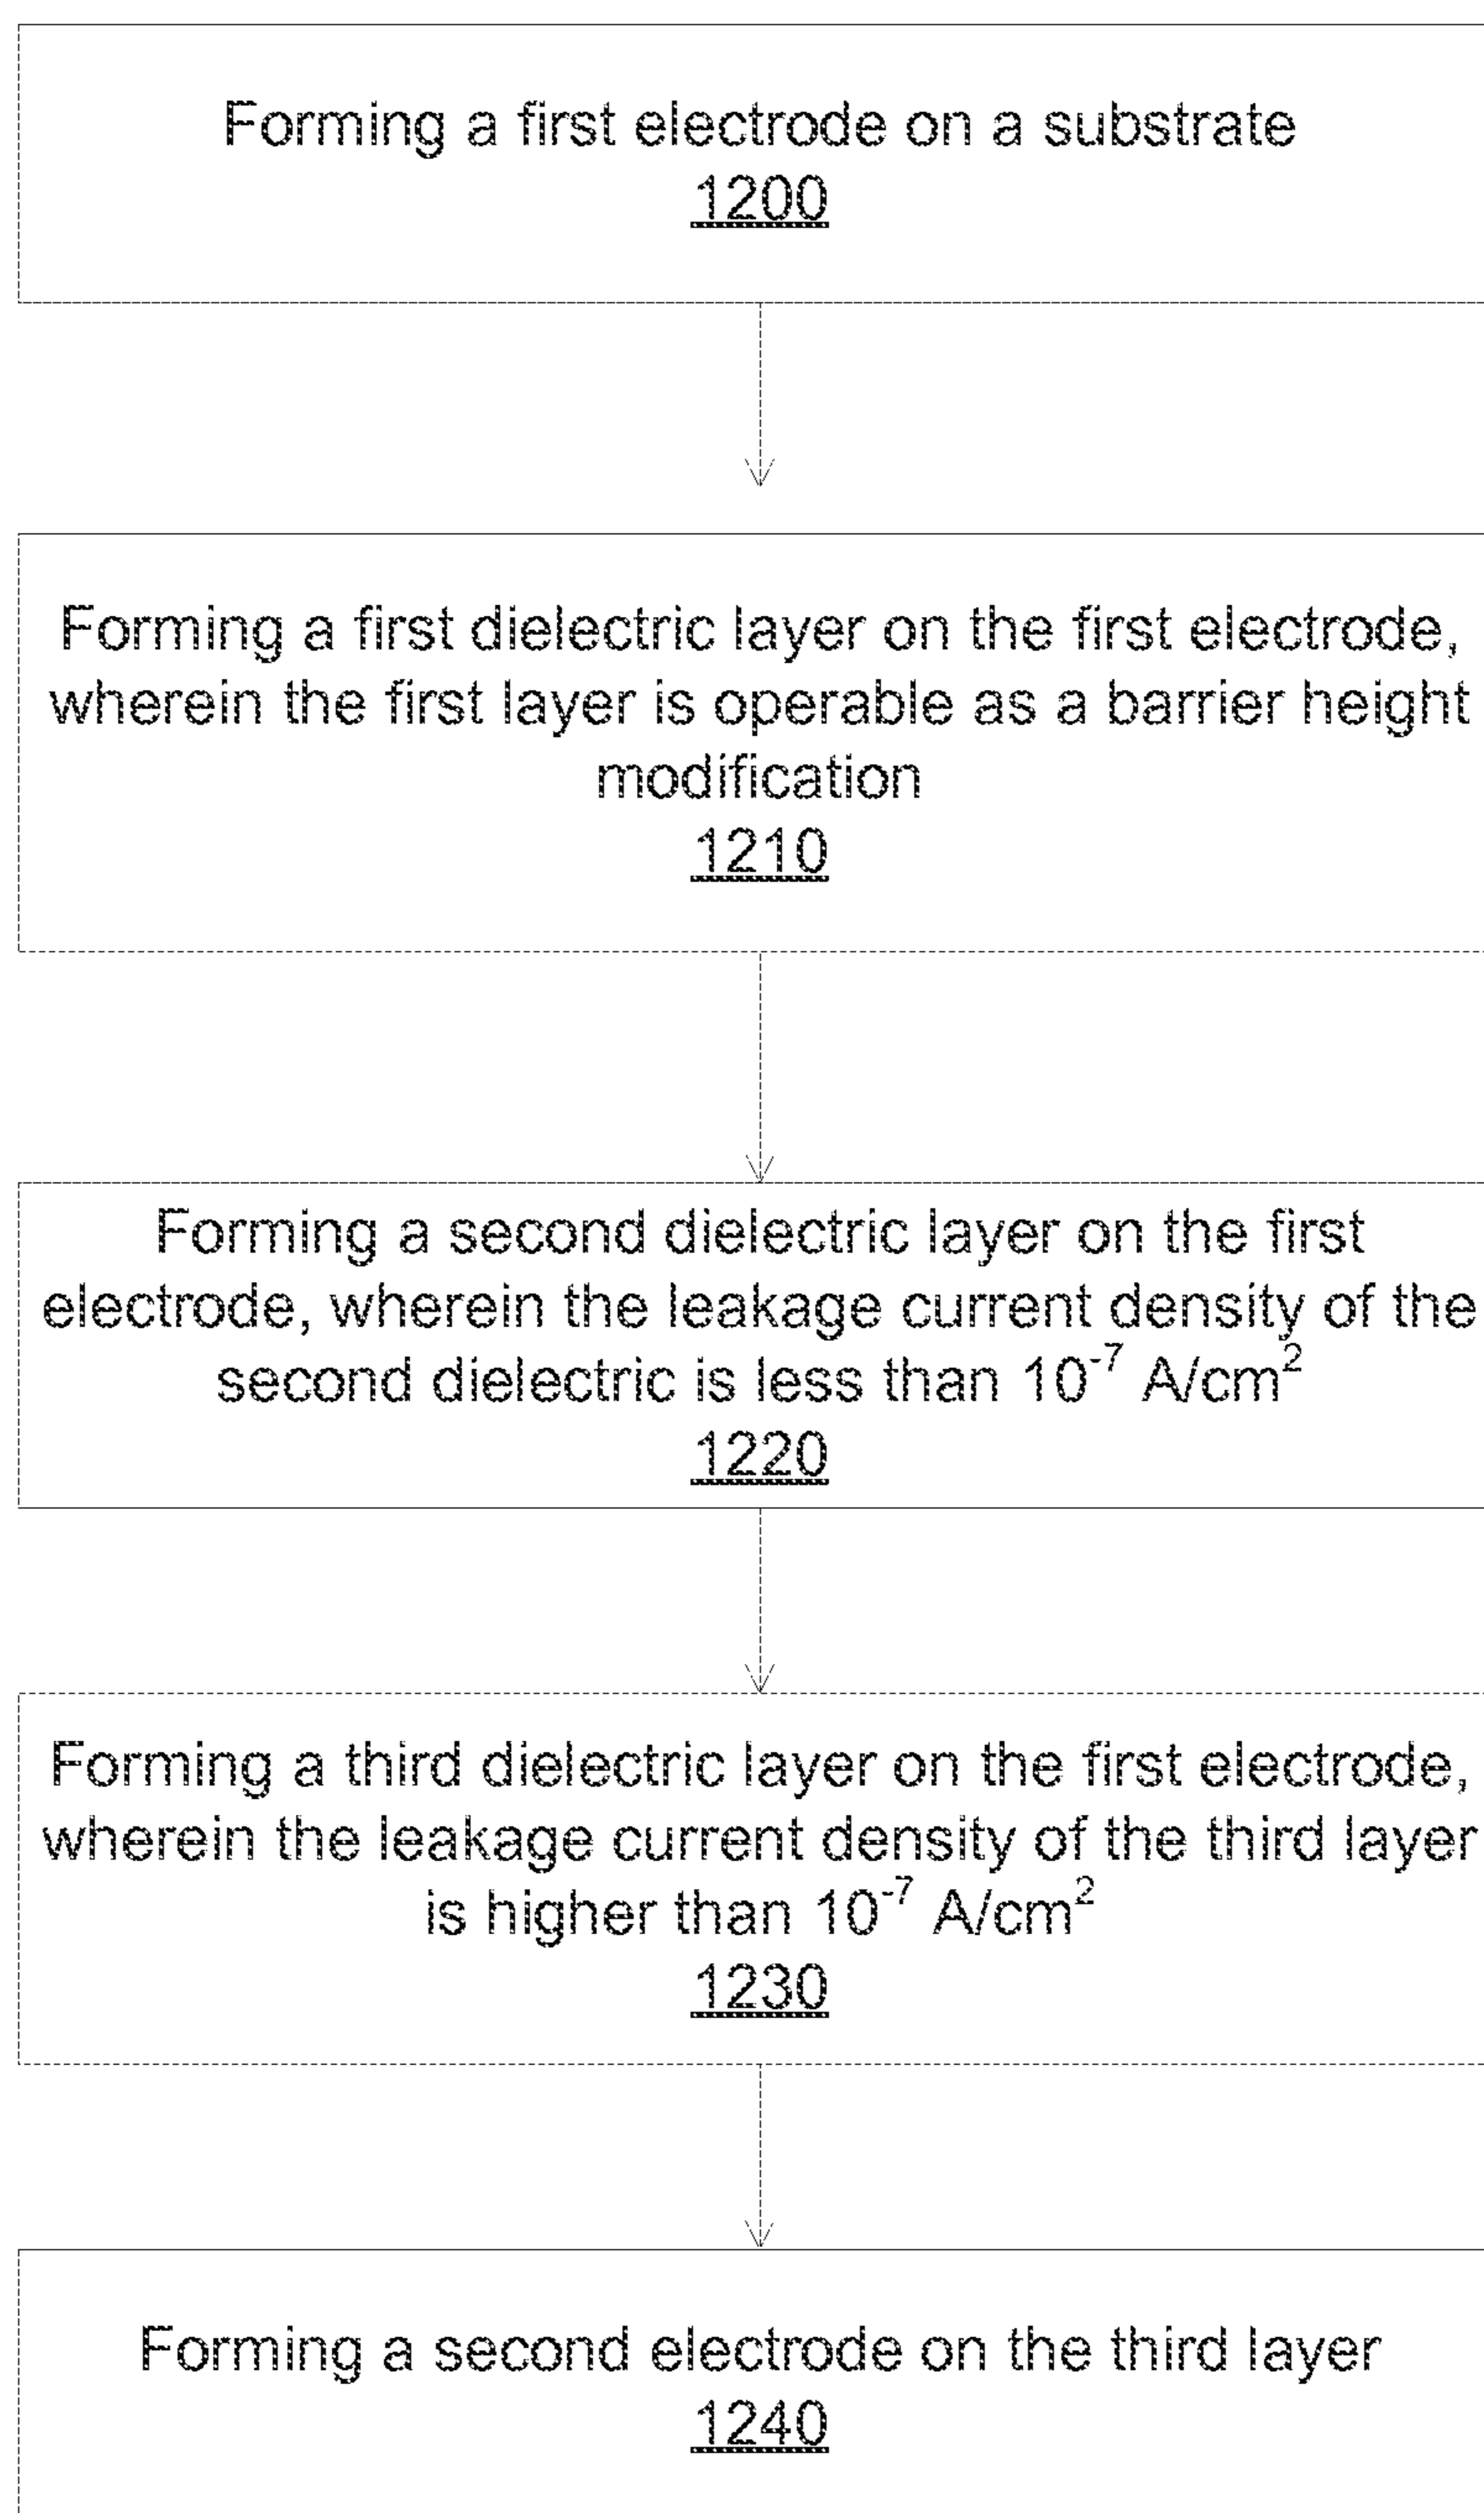 Forming a first electrode on a substrate
1200
Forming a first dielectric layer on the first electrode,
wherein the first layer is operable as a barrier height
modification
1210
Forming a second dielectric layer on the first
electrode, wherein the leakage current density of the
second dielectric is less than 10⁻⁷ A/cm²
1220
Forming a third dielectric layer on the first electrode,
wherein the leakage current density of the third layer
is higher than 10⁻⁷ A/cm²
1230
Forming a second electrode on the third layer
1240